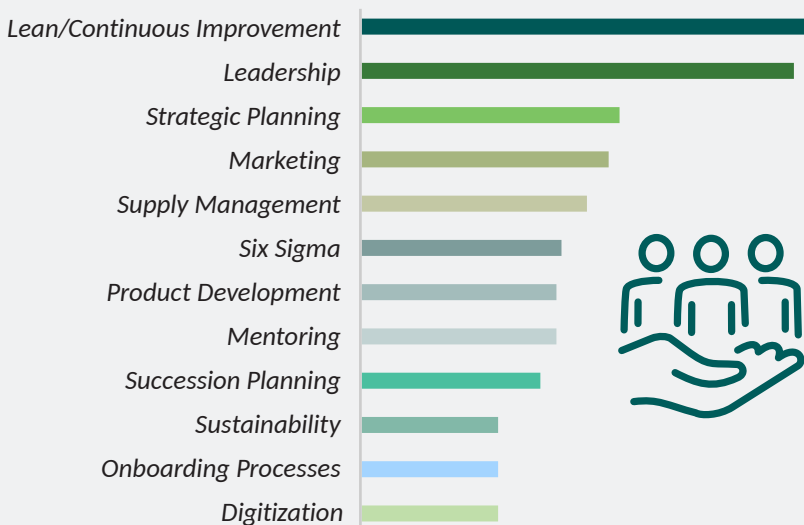 Lean/Continuous Improvement
Leadership
Strategic Planning
Marketing
Supply Management
Six Sigma
Product Development
Mentoring
Succession Planning
Sustainability
Onboarding Processes
Digitization